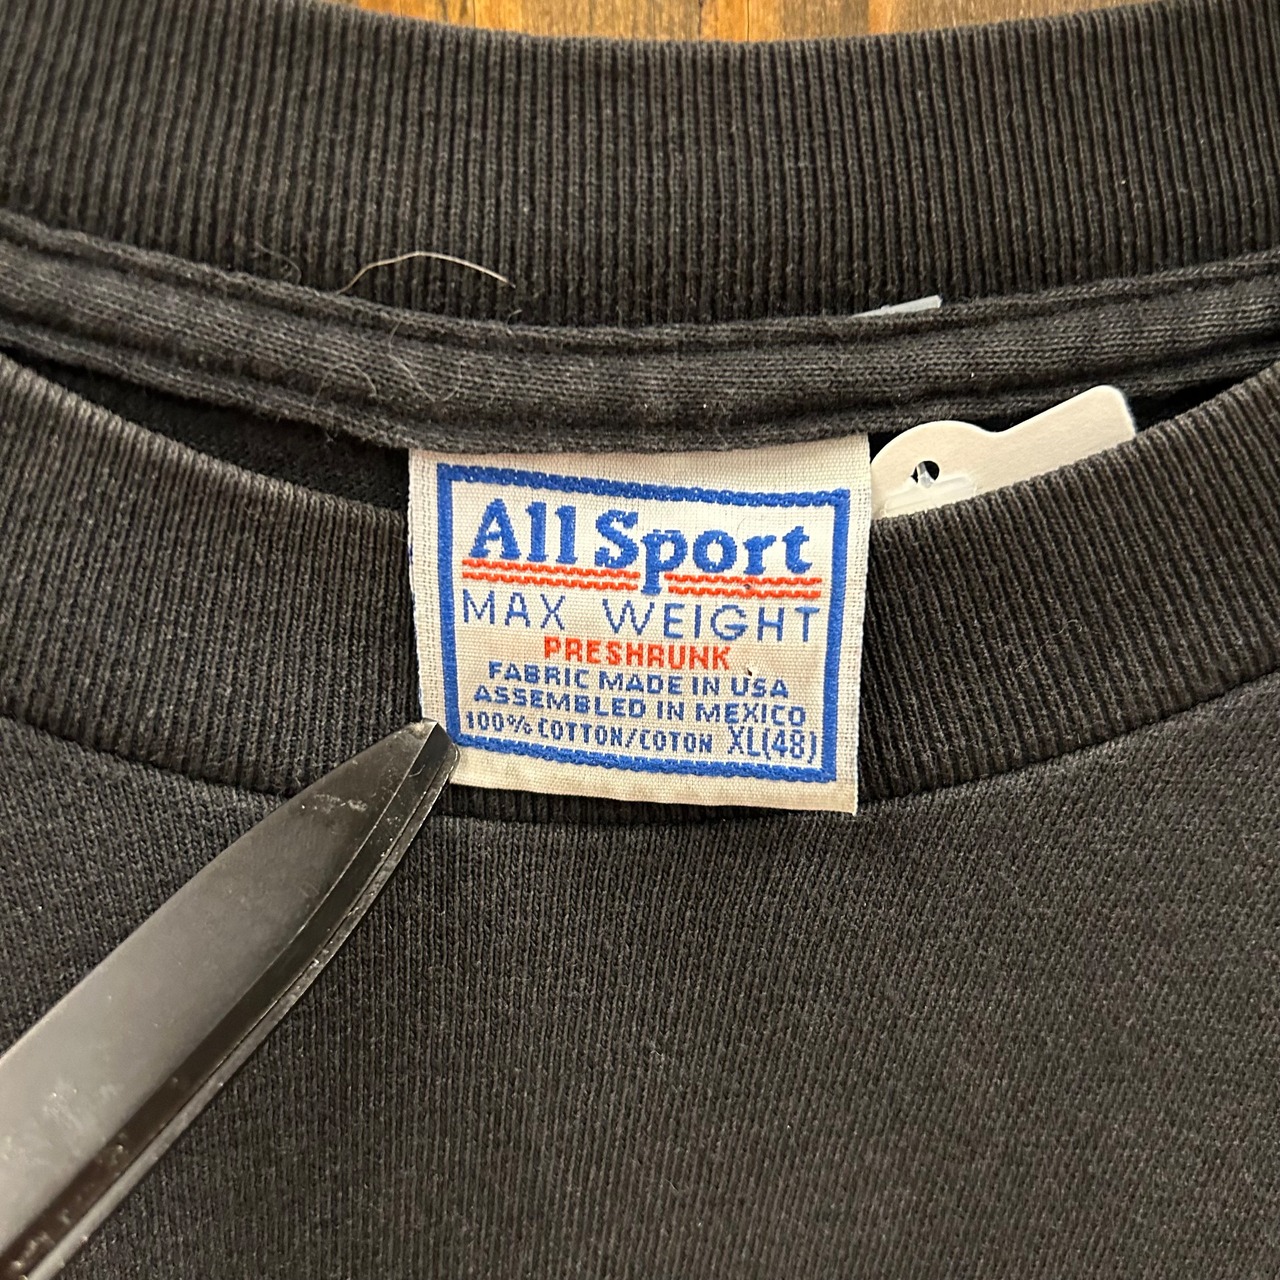 All Sport
MAX WEIGHT
PRESHRUNK
FABRIC MADE IN USA
ASSEMBLED IN MEXICO
100% COTTON/COTON XL(48)